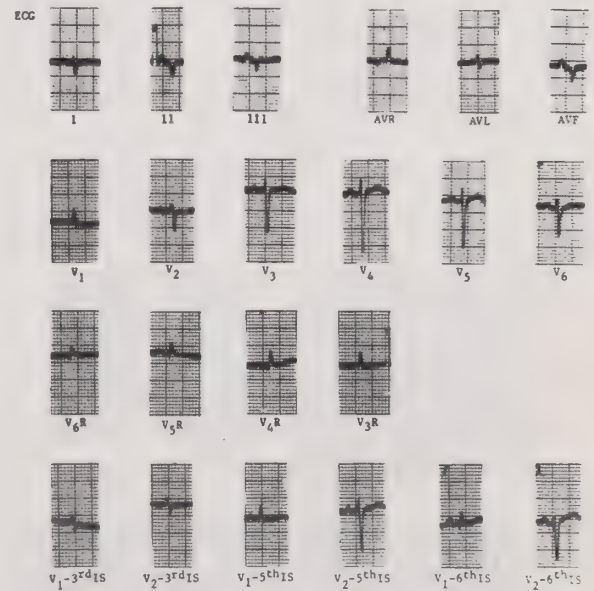 ECG
I II III AVR AVL AVF
V1 V2 V3 V4 V5 V6
V6R V5R V4R V3R
V1-3rdIS V2-3rdIS V1-5thIS V2-5thIS V1-6thIS V2-6thIS